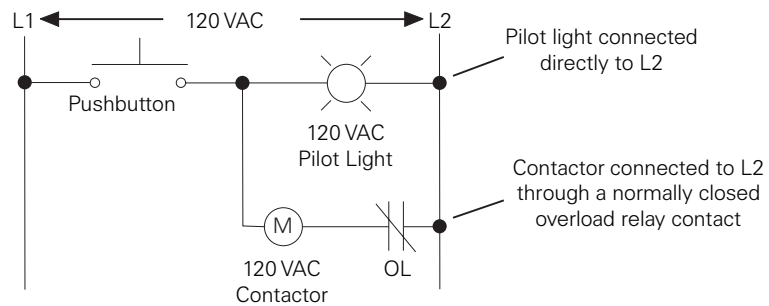 L1 120 VAC L2
Pilot light connected
directly to L2
Pushbutton
120 VAC
Pilot Light
Contactor connected to L2
through a normally closed
overload relay contact
M
OL
120 VAC
Contactor